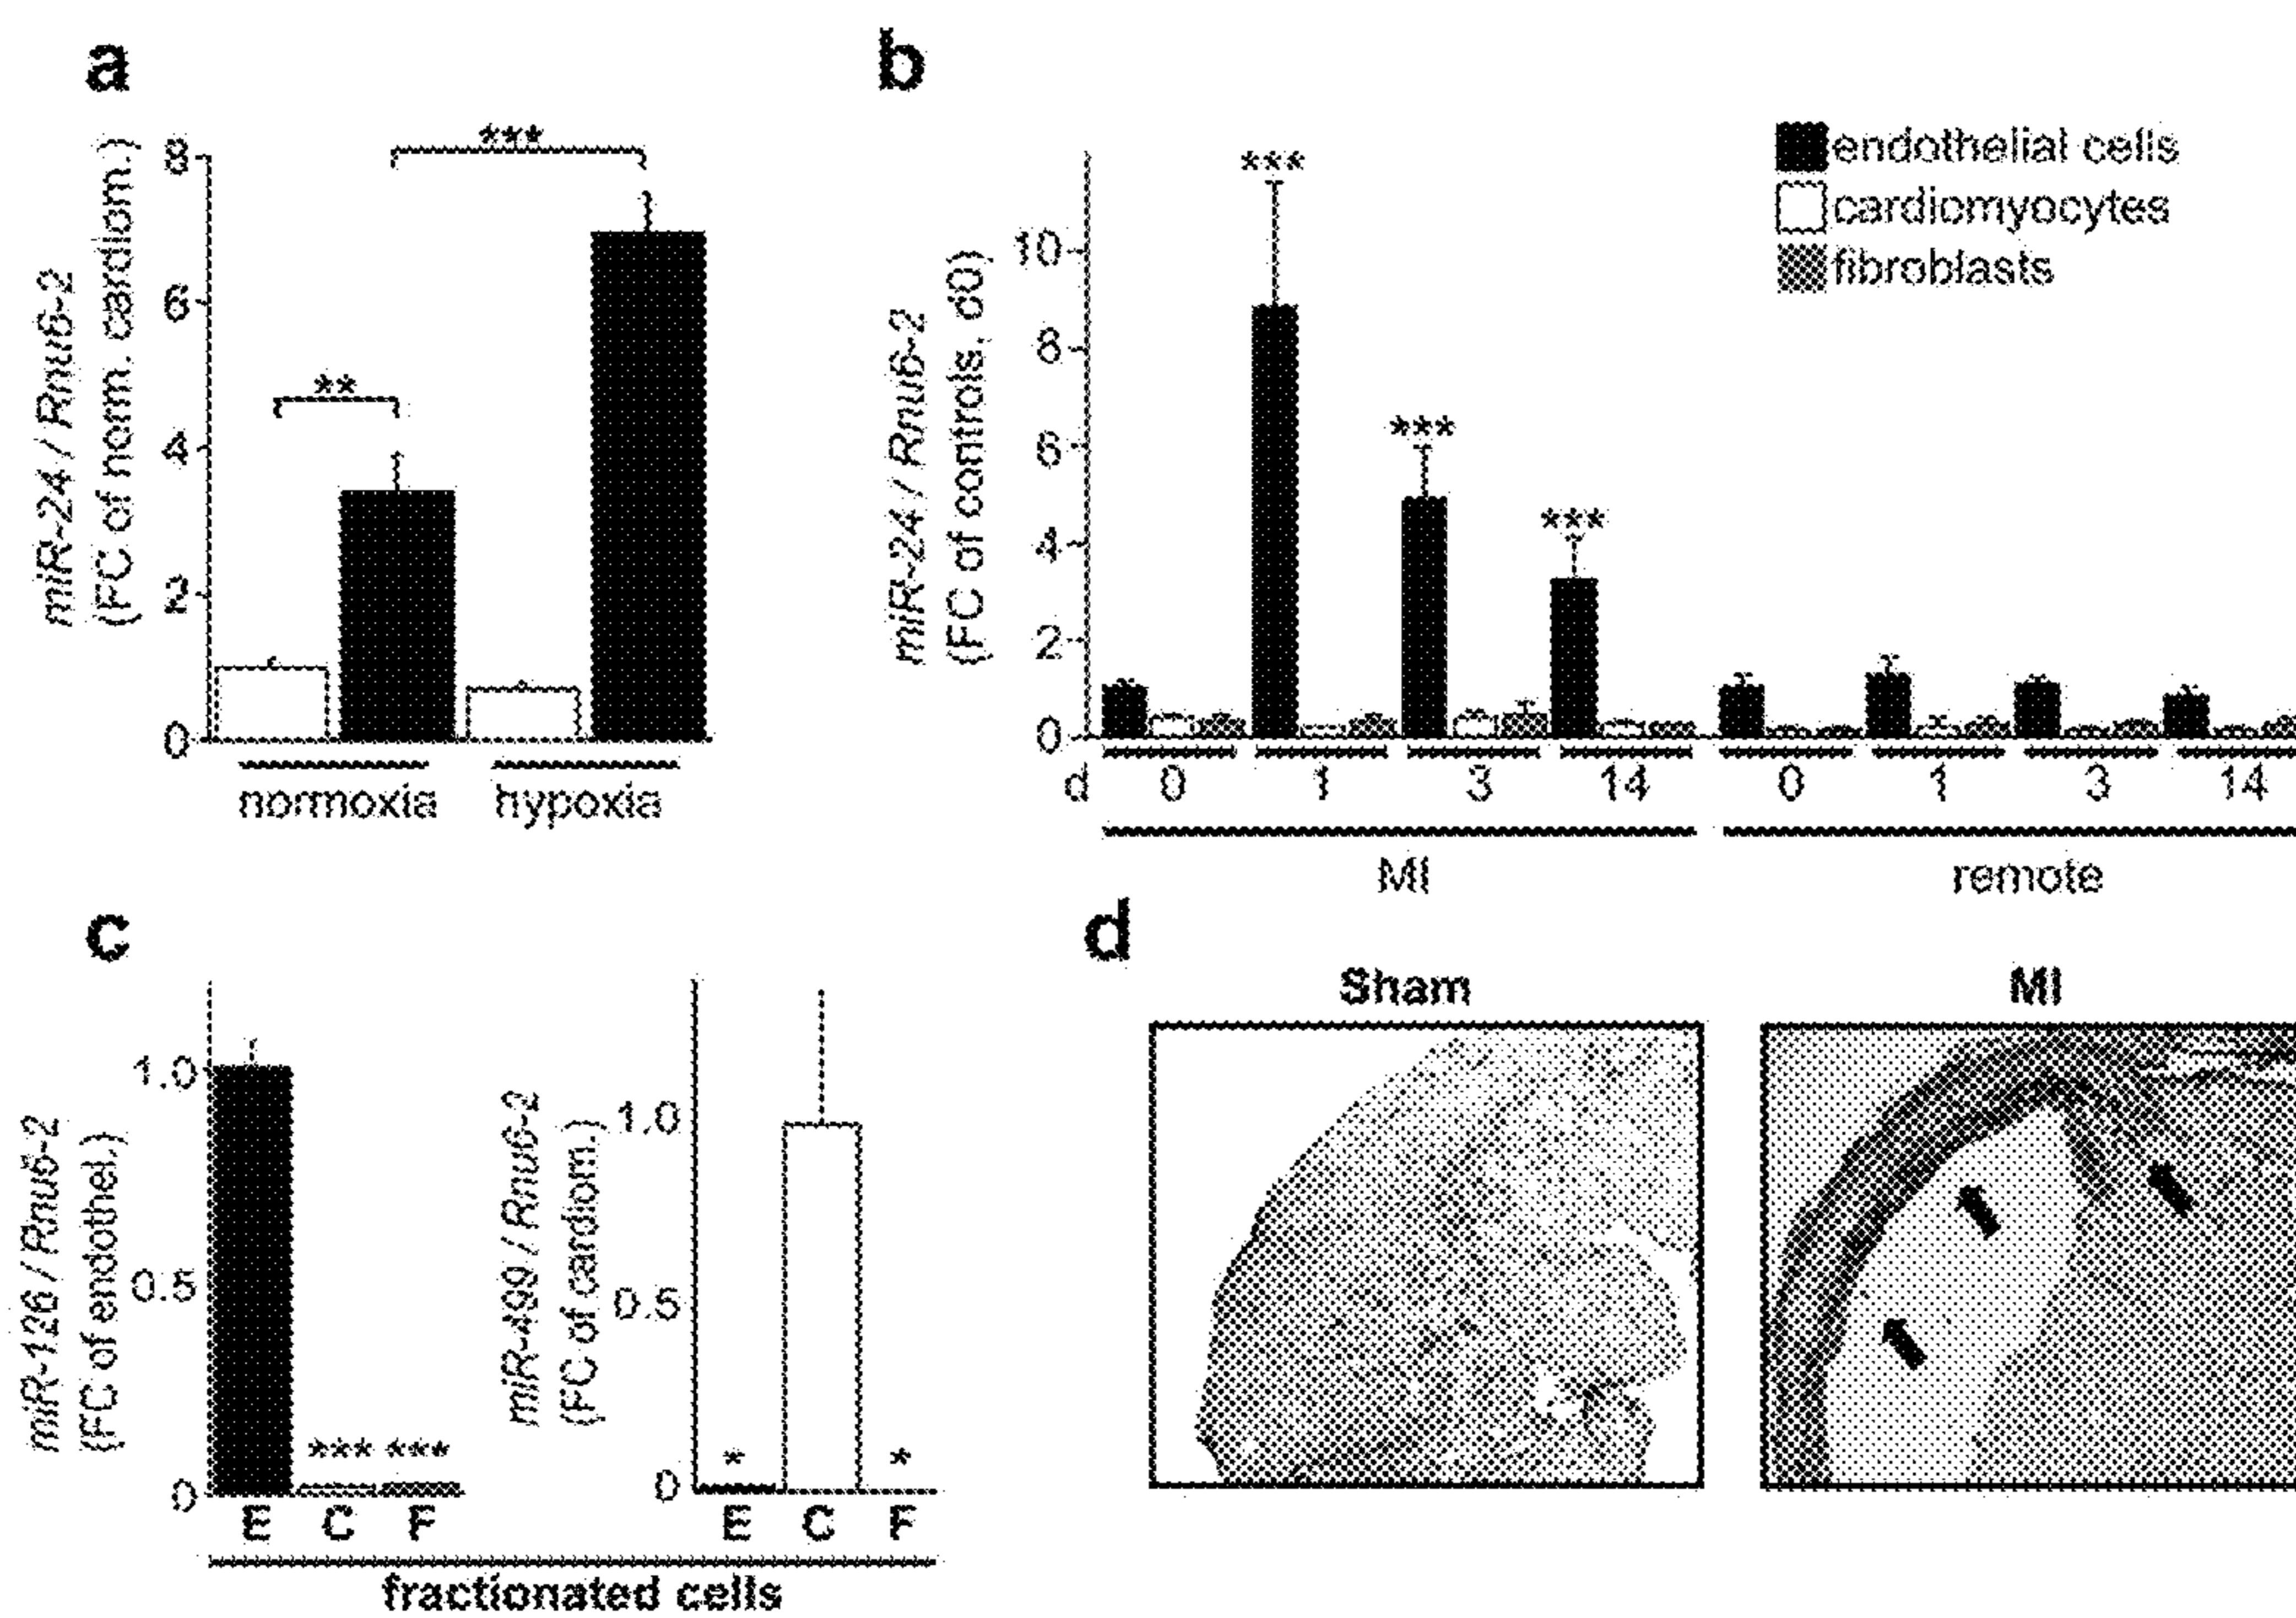 a
miR-24 / Rnu6-2
(FC of norm. cardiom.)
8
6
4
2
0
***
**
normoxia
hypoxia
b
miR-24 / Rnu6-2
(FC of controls, d0)
10
8
6
4
2
0
***
***
***
endothelial cells
cardiomyocytes
fibroblasts
d 0 1 3 14 0 1 3 14
MI remote
c
miR-126 / Rnu6-2
(FC of endothel.)
1.0
0.5
0
*** ***
E C F
miR-499 / Rnu6-2
(FC of cardiom.)
1.0
0.5
0
* *
E C F
fractionated cells
d
Sham MI